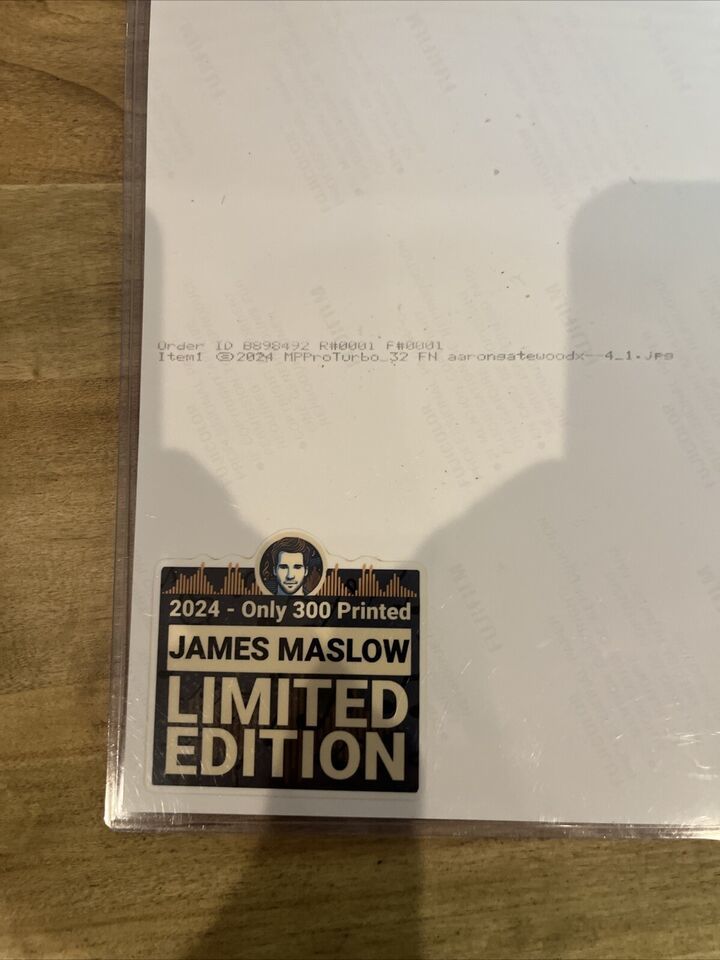 Order ID B898492 R#0001 F#0001
Item1 ©2024 MPProTurbo_32 FN aarongatewoodx--4_1.jpg
2024 - Only 300 Printed
JAMES MASLOW
LIMITED
EDITION